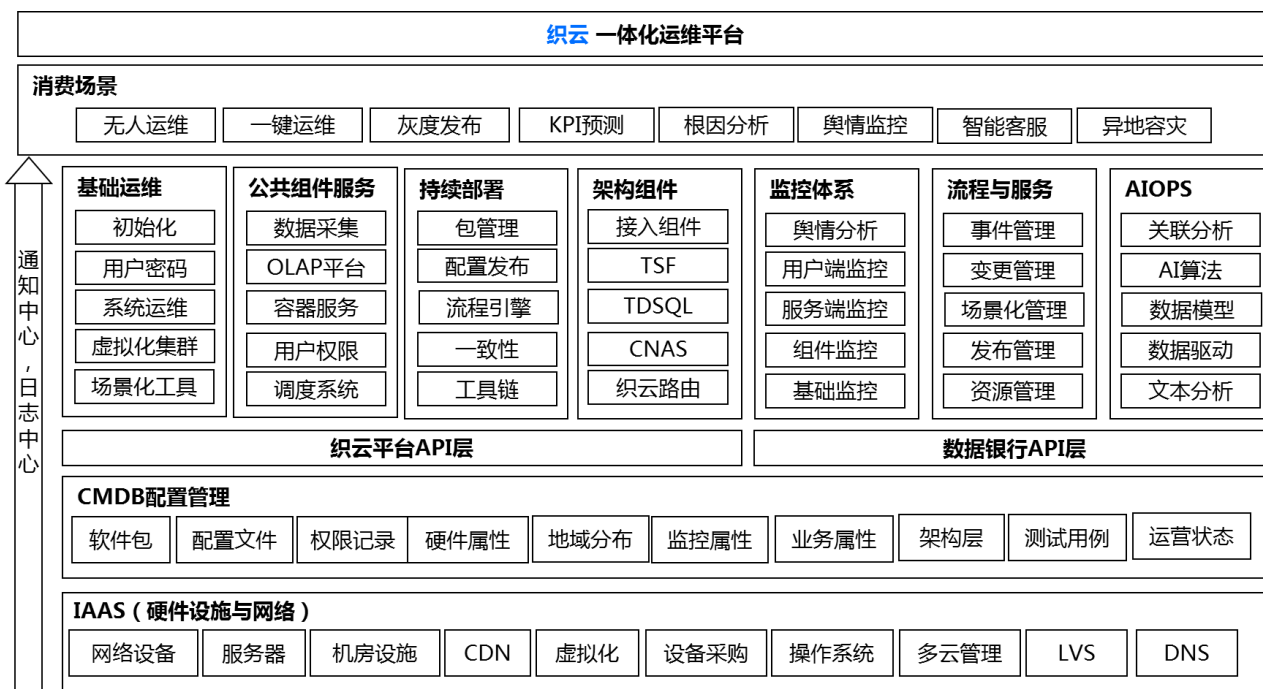 织云 一体化运维平台
消费场景
无人运维
一键运维
灰度发布
KPI预测
根因分析
舆情监控
智能客服
异地容灾
通知中心,日志中心
基础运维
初始化
用户密码
系统运维
虚拟化集群
场景化工具
公共组件服务
数据采集
OLAP平台
容器服务
用户权限
调度系统
持续部署
包管理
配置发布
流程引擎
一致性
工具链
架构组件
接入组件
TSF
TDSQL
CNAS
织云路由
监控体系
舆情分析
用户端监控
服务端监控
组件监控
基础监控
流程与服务
事件管理
变更管理
场景化管理
发布管理
资源管理
AIOPS
关联分析
AI算法
数据模型
数据驱动
文本分析
织云平台API层
数据银行API层
CMDB配置管理
软件包
配置文件
权限记录
硬件属性
地域分布
监控属性
业务属性
架构层
测试用例
运营状态
IAAS（硬件设施与网络）
网络设备
服务器
机房设施
CDN
虚拟化
设备采购
操作系统
多云管理
LVS
DNS